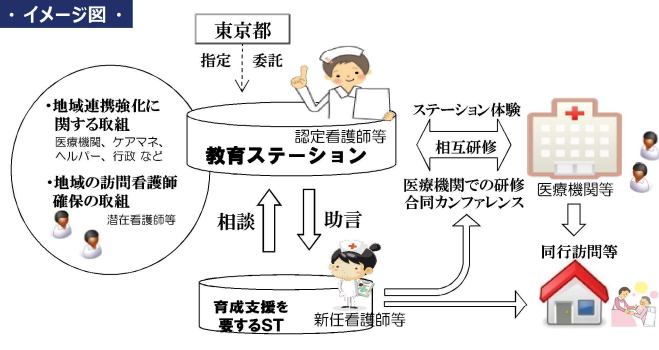 ・イメージ図・
東京都
指定 委託
・地域連携強化に
関する取組
医療機関、ケアマネ、
ヘルパー、行政 など
・地域の訪問看護師
確保の取組
潜在看護師等
認定看護師等
教育ステーション
ステーション体験
相互研修
医療機関での研修
合同カンファレンス
医療機関等
相談
助言
同行訪問等
育成支援を
要するST
新任看護師等